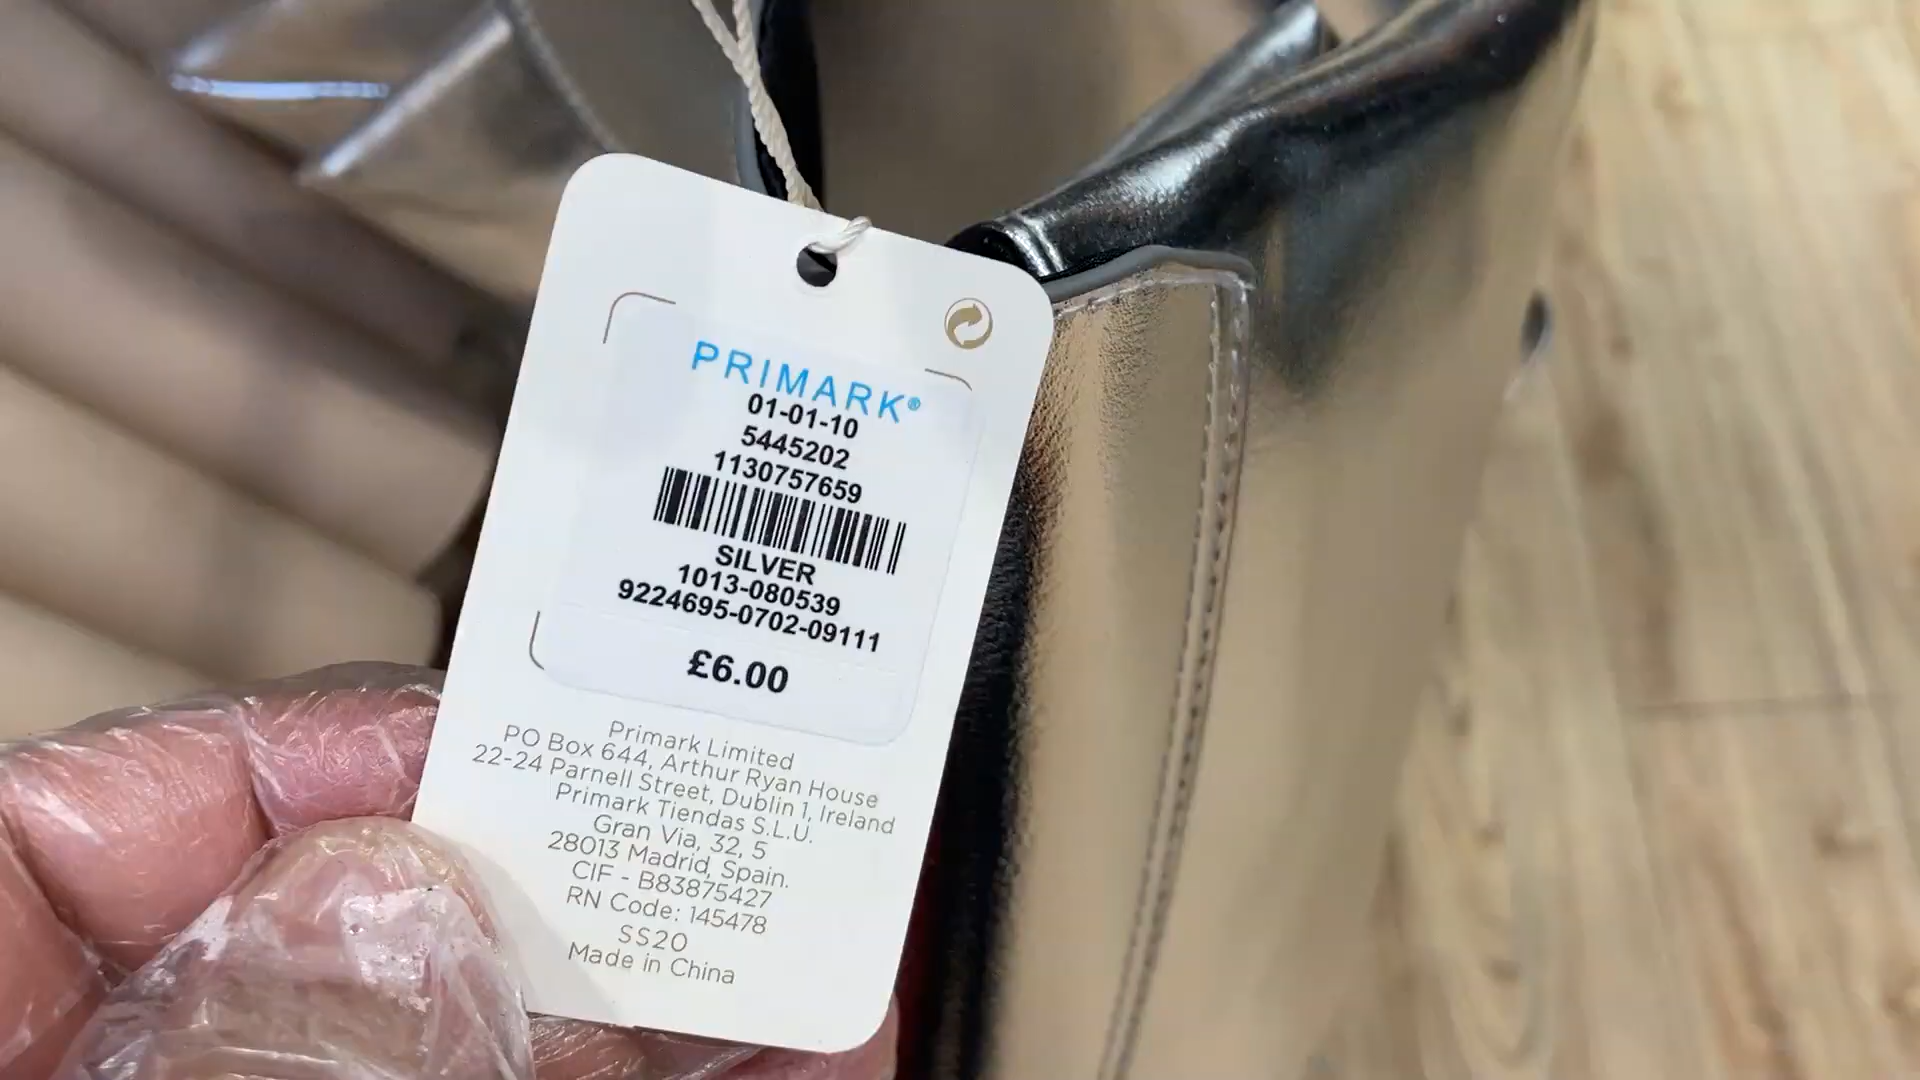 PRIMARK®
01-01-10
5445202
1130757659
SILVER
1013-080539
9224695-0702-09111
£6.00
Primark Limited
PO Box 644, Arthur Ryan House
22-24 Parnell Street, Dublin 1, Ireland
Primark Tiendas S.L.U.
Gran Via, 32, 5
28013 Madrid, Spain.
CIF - B83875427
RN Code: 145478
SS20
Made in China